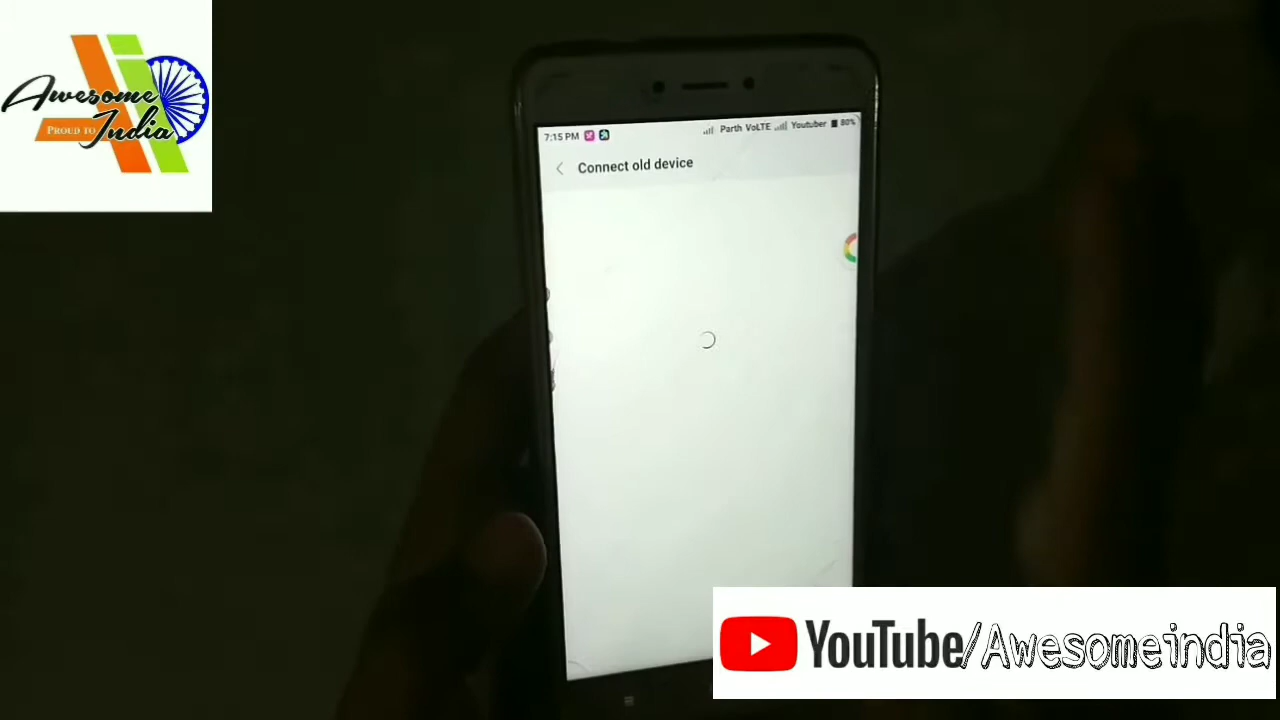 Awesome
PROUD TO India
7:15 PM Parth VoLTE Youtuber 80%
Connect old device
YouTube/Awesomeindia